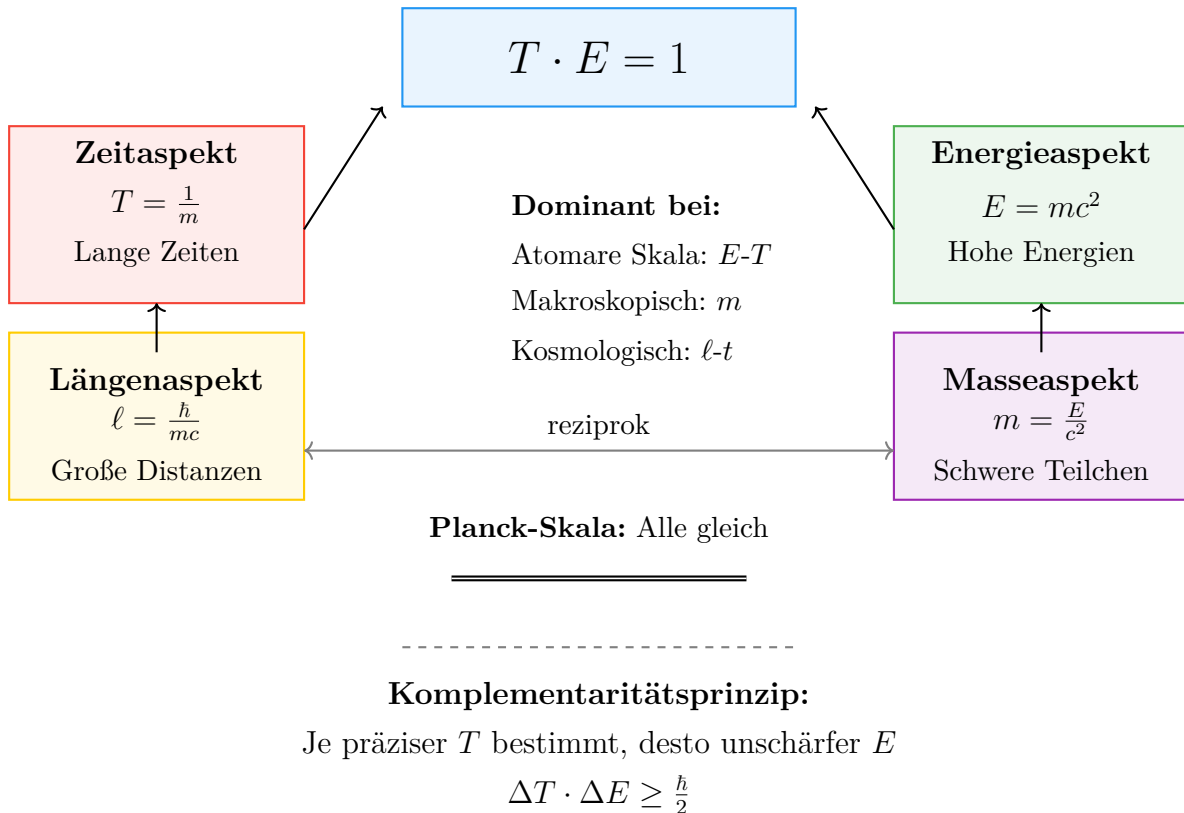 T · E = 1
Zeitaspekt
T = 1/m
Lange Zeiten
Energieaspekt
E = mc²
Hohe Energien
Dominant bei:
Atomare Skala: E-T
Makroskopisch: m
Kosmologisch: ℓ-t
Längenaspekt
ℓ = ħ/mc
Große Distanzen
reziprok
Masseaspekt
m = E/c²
Schwere Teilchen
Planck-Skala: Alle gleich
Komplementaritätsprinzip:
Je präziser T bestimmt, desto unschärfer E
ΔT · ΔE ≥ ħ/2